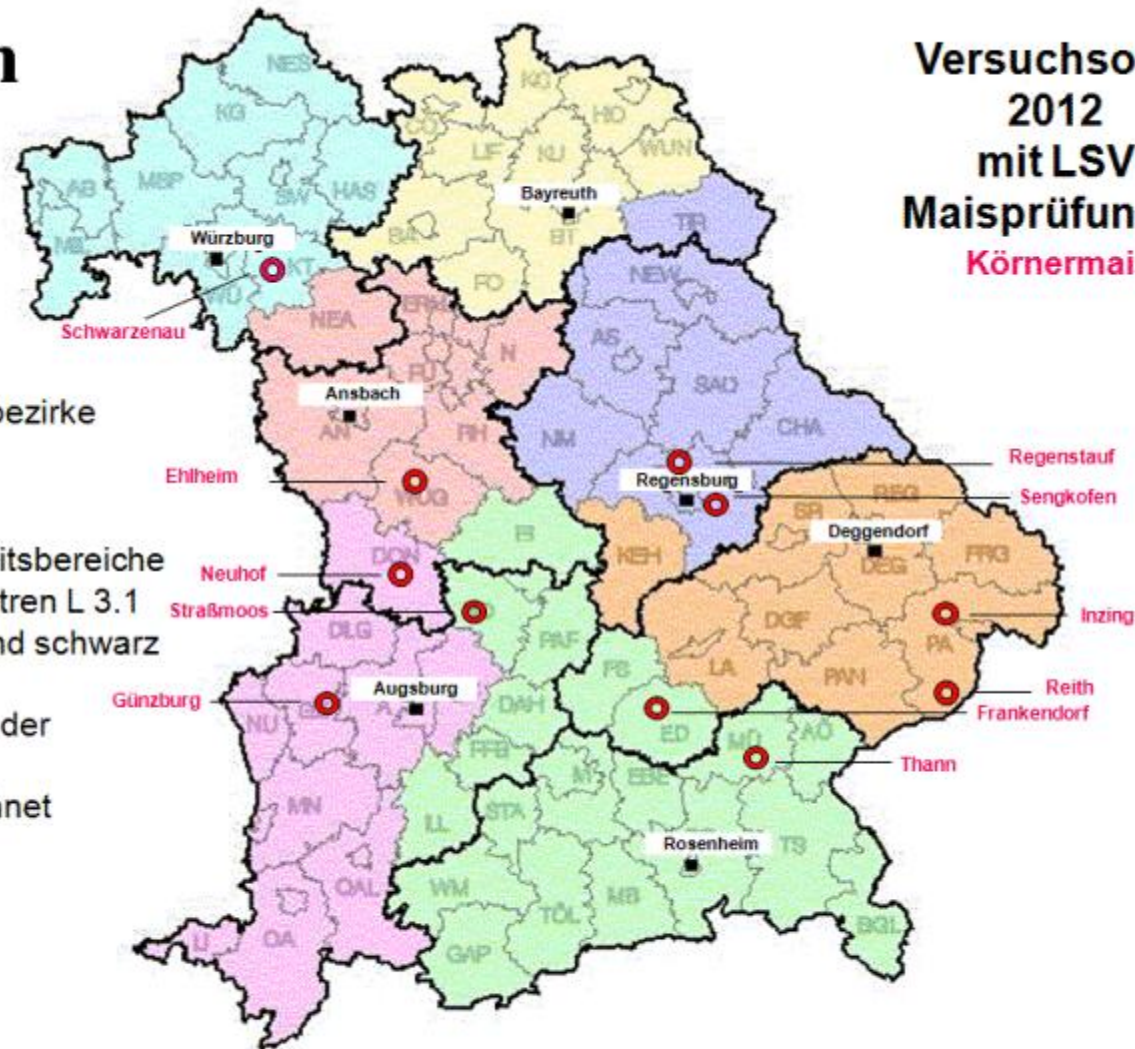 n
Versuchso
2012
mit LSV
Maisprüfun
Körnermai
bezirke
itsbereiche
tren L 3.1
nd schwarz
der
nnet
NES
KG
AB
MSP
SW
HAS
Würzburg
KT
WÜ
Schwarzenau
CO
KC
HO
LIF
KU
WUN
Bayreuth
BA
BT
FO
TIR
NEW
NEA
ERH
FÜ
N
AS
SAD
Ansbach
AN
RH
NM
CHA
Ehlheim
WUG
Regensburg
Regenstauf
Sengkofen
EI
KEH
SR
REG
Deggendorf
DEG
FRG
DON
Neuhof
Straßmoos
DLG
PAF
DGF
PA
Inzing
FS
LA
PAN
Günzburg
Augsburg
A
NU
DAH
ED
MÜ
AÖ
Reith
Frankendorf
Thann
FFB
M
EBE
MN
LL
STA
Rosenheim
TS
OAL
WM
TÖL
MB
LI
OA
GAP
BGL